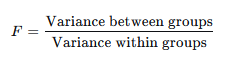 F = Variance between groups
Variance within groups